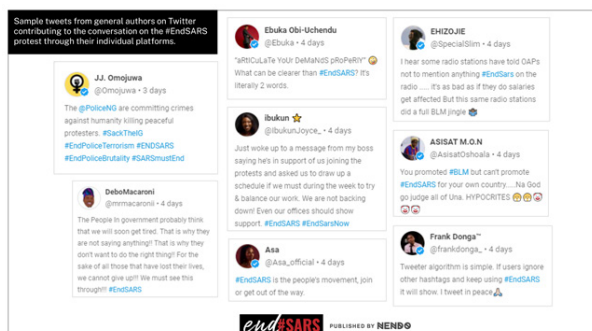 Sample tweets from general authors on Twitter
contributing to the conversation on the #EndSARS
protest through their individual platforms.
JJ. Omojuwa
@Omojuwa • 3 days
The @PoliceNG are committing crimes
against humanity killing peaceful
protesters. #SackTheIG
#EndPoliceTerrorism #ENDSARS
#EndPoliceBrutality #SARSmustEnd
DeboMacaroni
@mrmacaronii • 4 days
The People In government probably think
that we will soon get tired. That is why they
are not saying anything!! That is why they
don't want to do the right thing!! For the
sake of all those that have lost their lives,
we cannot give up!!! We must see this
through!!! #EndSARS
Ebuka Obi-Uchendu
@Ebuka • 4 days
"aRtICuLaTe YoUr DeMaNdS pRoPeRlY"
What can be clearer than #EndSARS? It's
literally 2 words.
ibukun
@IbukunJoyce_ • 4 days
Just woke up to a message from my boss
saying he's in support of us joining the
protests and asked us to draw up a
schedule if we must during the week to try
& balance our work. We are not backing
down! Even our offices should show
support. #EndSARS #EndSarsNow
Asa
@Asa_official • 4 days
#EndSARS is the people's movement, join
or get out of the way.
EHIZOJIE
@SpecialSlim • 4 days
I hear some radio stations have told OAPs
not to mention anything #EndSars on the
radio ..... it's as bad as if they do salaries
get affected But this same radio stations
did a full BLM jingle
ASISAT M.O.N
@AsisatOshoala • 4 days
You promoted #BLM but can't promote
#EndSARS for your own country.....Na God
go judge all of Una. HYPOCRITES
Frank Donga™
@frankdonga_ • 4 days
Tweeter algorithm is simple. If users ignore
other hashtags and keep using #EndSARS
it will show. I tweet in peace
end #SARS PUBLISHED BY NENDO